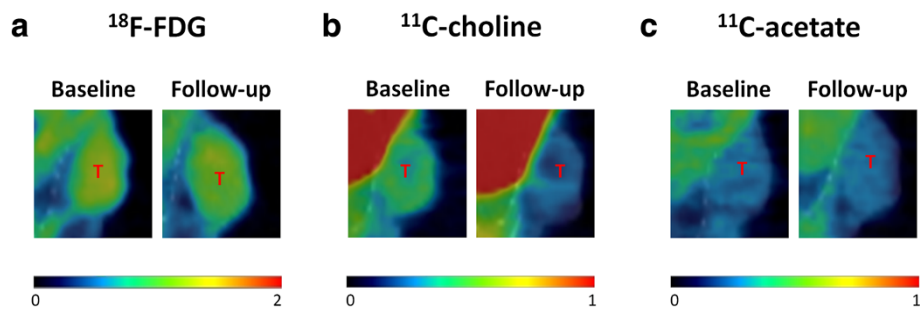 a ¹⁸F-FDG b ¹¹C-choline c ¹¹C-acetate
Baseline Follow-up Baseline Follow-up Baseline Follow-up
T T T T T T
0 2 0 1 0 1